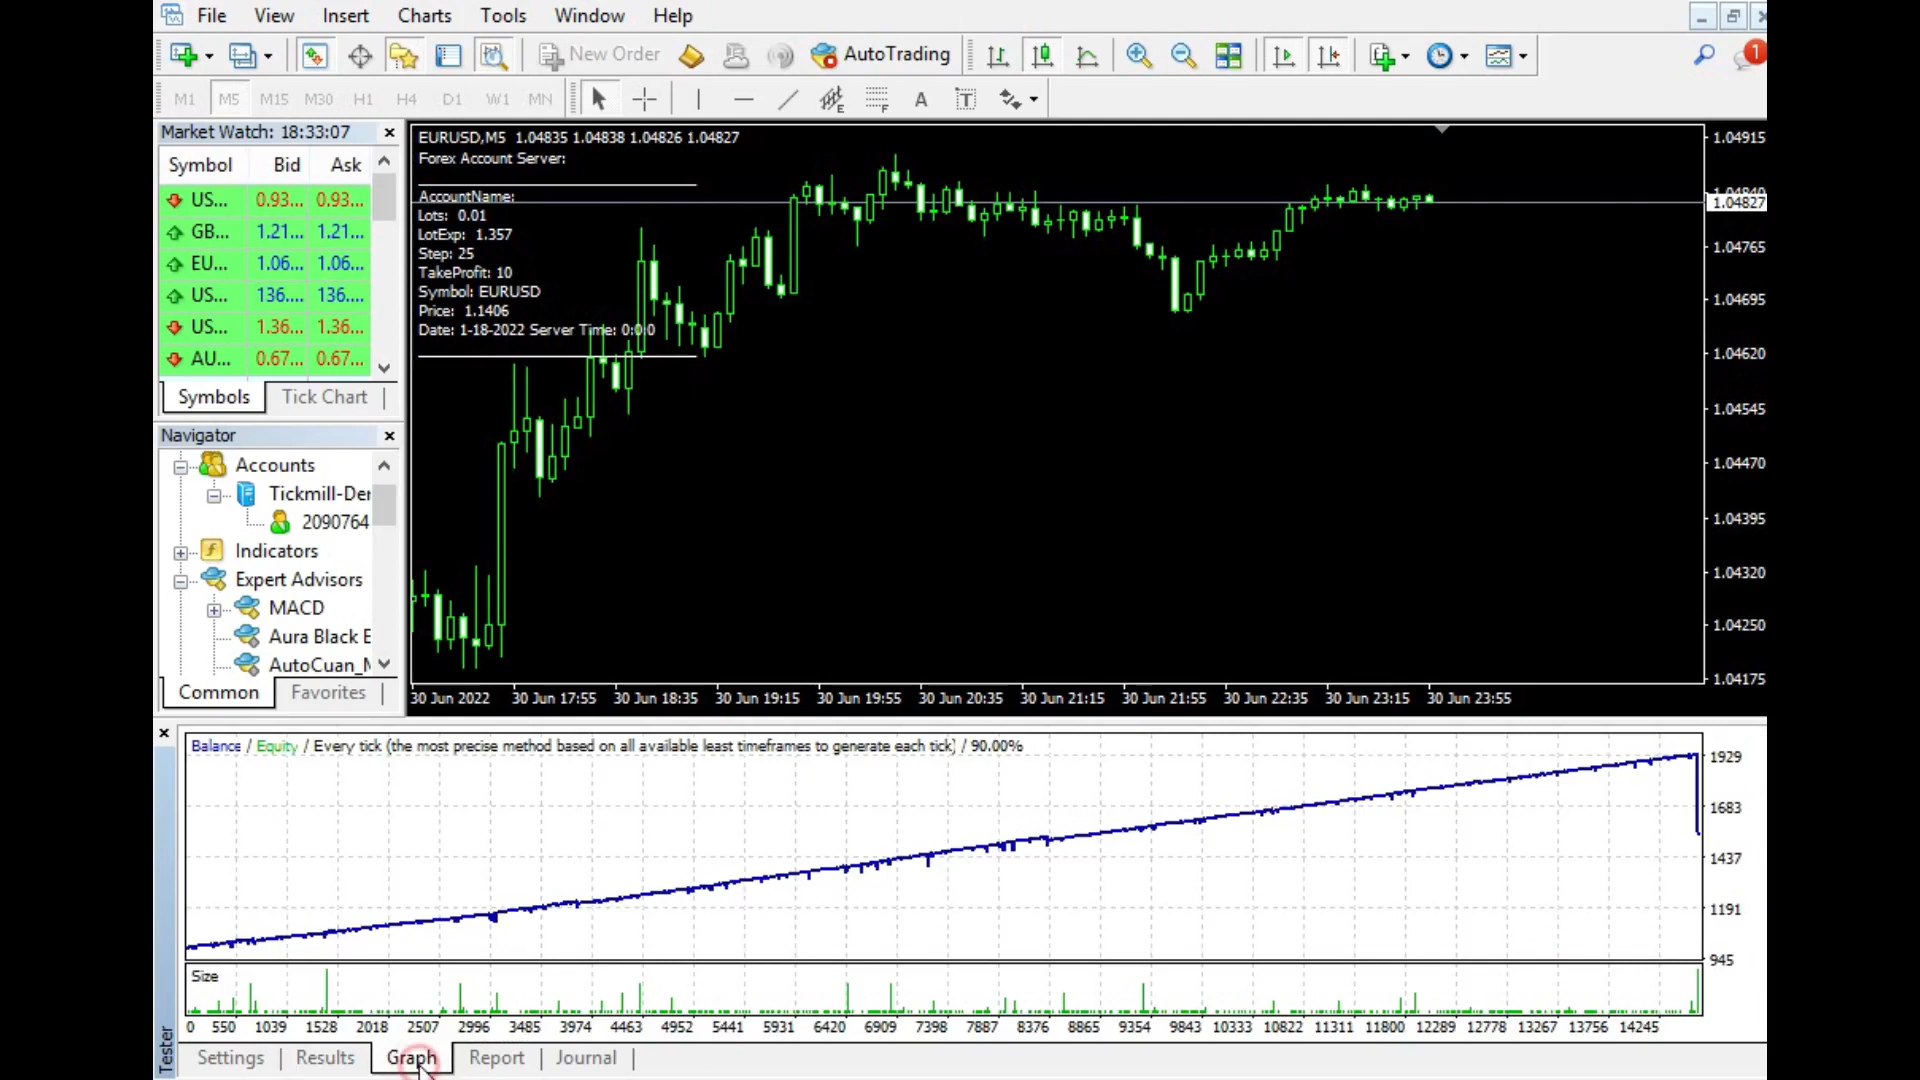 File View Insert Charts Tools Window Help
New Order AutoTrading 1
M1 M5 M15 M30 H1 H4 D1 W1 MN E F A T
Market Watch: 18:33:07
Symbol Bid Ask
US... 0.93... 0.93...
GB... 1.21... 1.21...
EU... 1.06... 1.06...
US... 136.... 136....
US... 1.36... 1.36...
AU... 0.67... 0.67...
Symbols Tick Chart
Navigator
Accounts
Tickmill-Der
2090764
Indicators
Expert Advisors
MACD
Aura Black E
AutoCuan_M
Common Favorites
EURUSD,M5 1.04835 1.04838 1.04826 1.04827
Forex Account Server:
AccountName:
Lots: 0.01
LotExp: 1.357
Step: 25
TakeProfit: 10
Symbol: EURUSD
Price: 1.1406
Date: 1-18-2022 Server Time: 0:0:0
1.04915
1.04840
1.04827
1.04765
1.04695
1.04620
1.04545
1.04470
1.04395
1.04320
1.04250
1.04175
30 Jun 2022 30 Jun 17:55 30 Jun 18:35 30 Jun 19:15 30 Jun 19:55 30 Jun 20:35 30 Jun 21:15 30 Jun 21:55 30 Jun 22:35 30 Jun 23:15 30 Jun 23:55
Balance / Equity / Every tick (the most precise method based on all available least timeframes to generate each tick) / 90.00%
1929
1683
1437
1191
945
Size
0 550 1039 1528 2018 2507 2996 3485 3974 4463 4952 5441 5931 6420 6909 7398 7887 8376 8865 9354 9843 10333 10822 11311 11800 12289 12778 13267 13756 14245
Tester
Settings Results Graph Report Journal